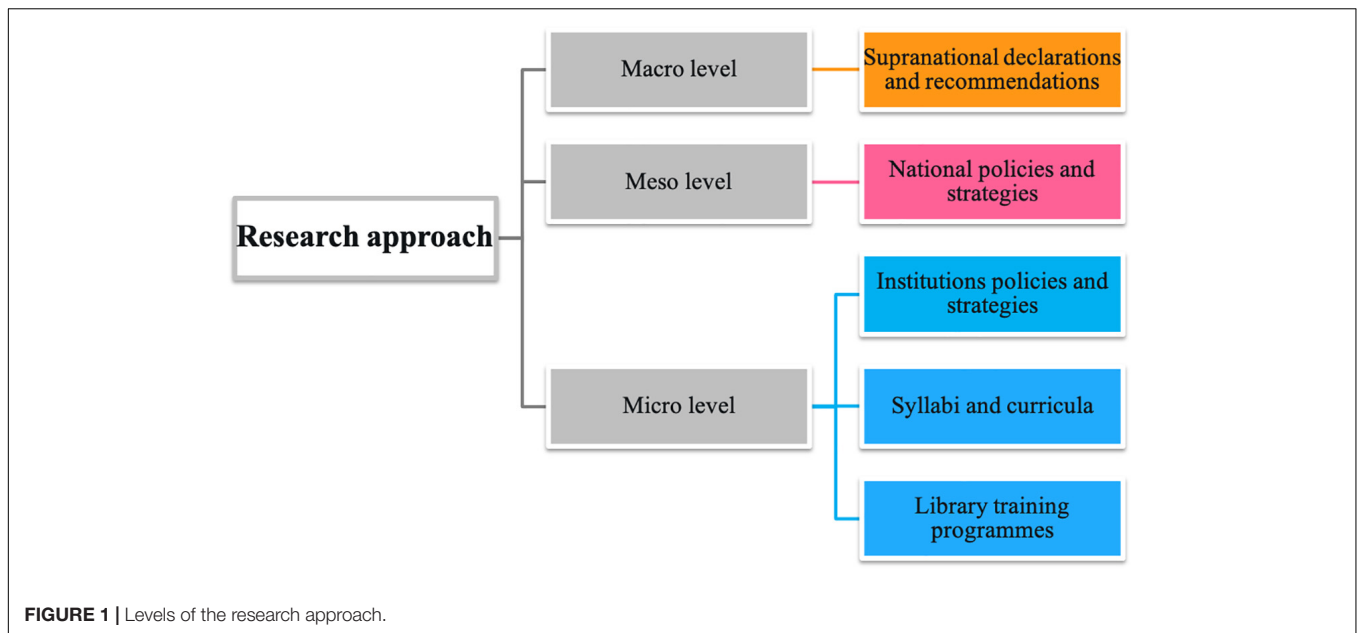 Research approach
Macro level
Supranational declarations
and recommendations
Meso level
National policies and
strategies
Micro level
Institutions policies and
strategies
Syllabi and curricula
Library training
programmes
FIGURE 1 | Levels of the research approach.